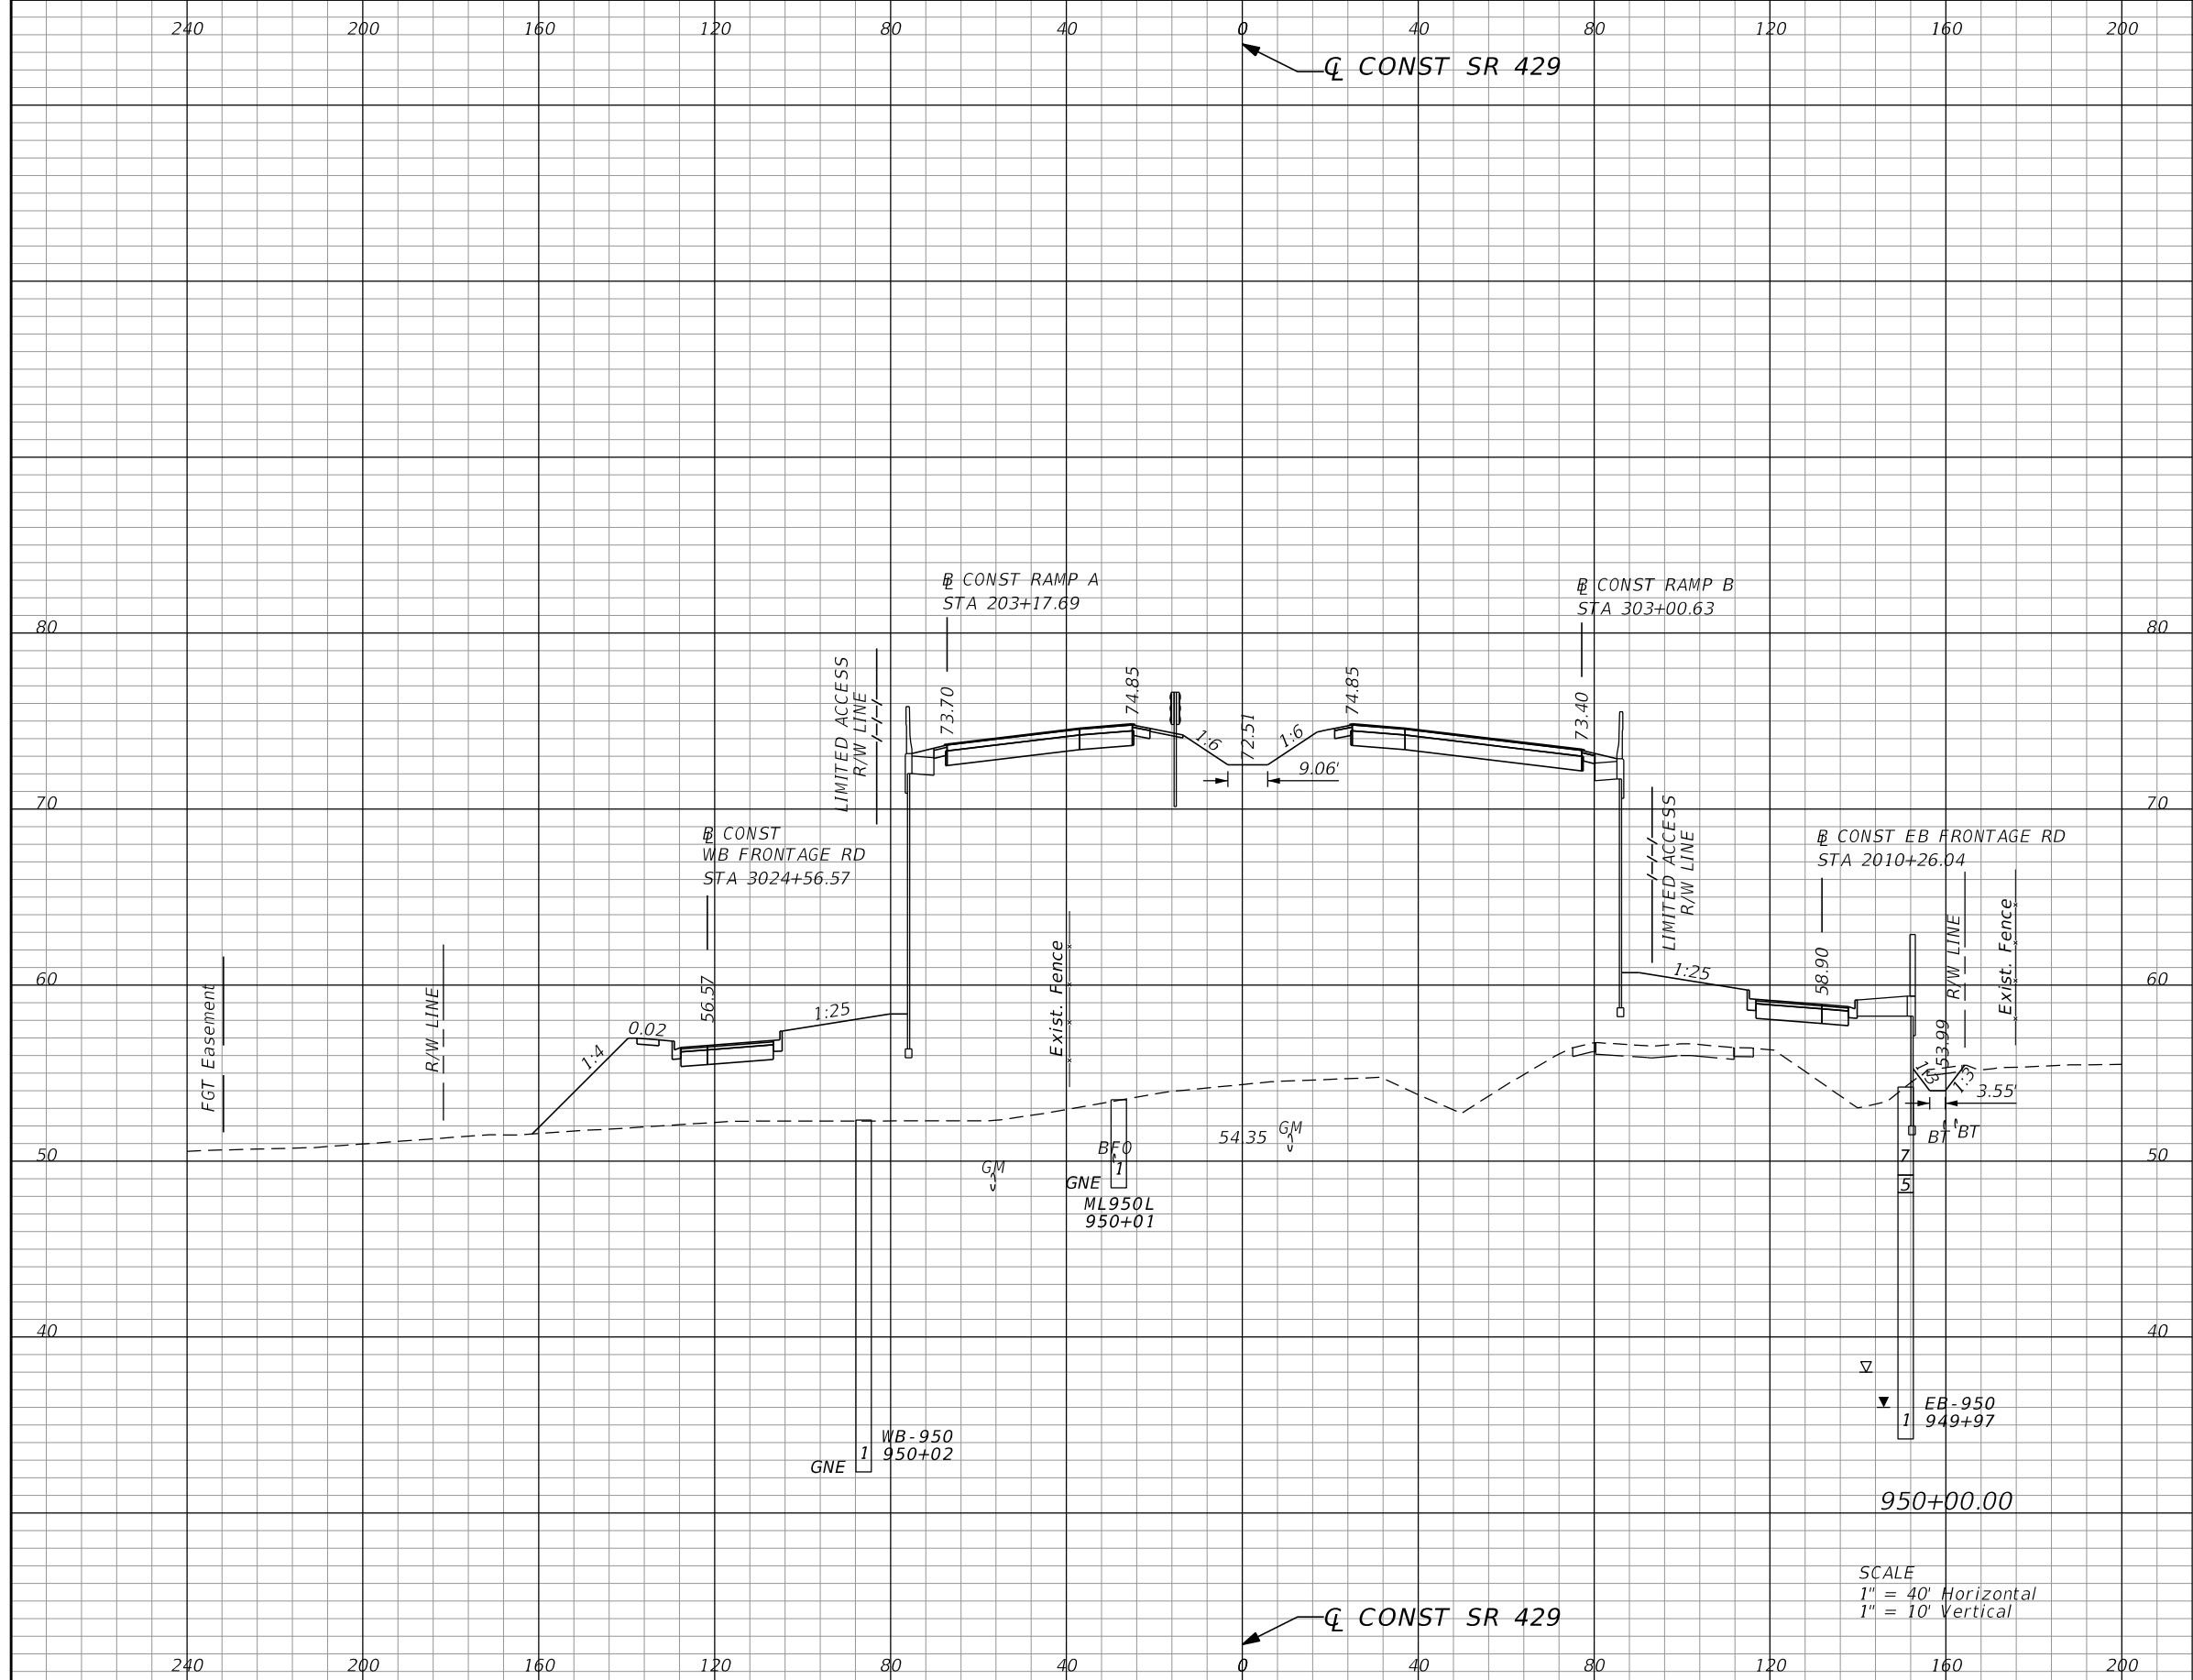 240 200 160 120 80 40 0 40 80 120 160 200
℄ CONST SR 429
B̲L CONST RAMP A
STA 203+17.69
B̲L CONST RAMP B
STA 303+00.63
80 80
LIMITED ACCESS
R/W LINE
73.70
74.85
72.51
74.85
73.40
1:6
1:6
9.06'
70 70
BL CONST
WB FRONTAGE RD
STA 3024+56.57
LIMITED ACCESS
R/W LINE
BL CONST EB FRONTAGE RD
STA 2010+26.04
60 60
FGT Easement
R/W LINE
1:4
0.02
56.57
1:25
Exist. Fence
1:25
58.90
R/W LINE
Exist. Fence
53.99
1:3
1:3
3.55'
BT BT
50 50
GM
BFO
1
GNE
ML950L
950+01
54.35
GM
7
5
40 40
WB-950
1 950+02
GNE
EB-950
1 949+97
950+00.00
SCALE
1" = 40' Horizontal
1" = 10' Vertical
℄ CONST SR 429
240 200 160 120 80 40 0 40 80 120 160 200